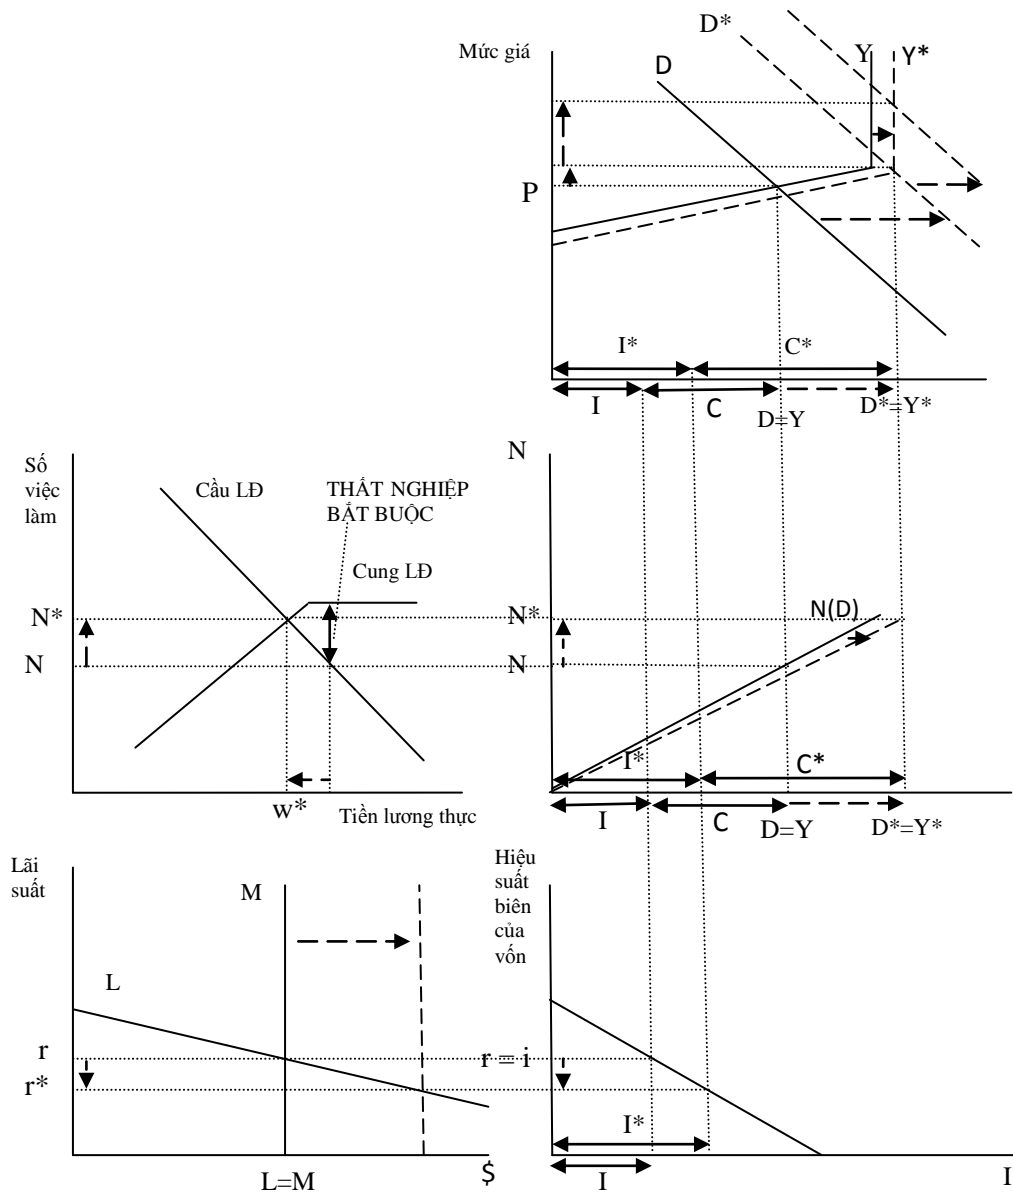 D*
Mức giá
Y
Y*
D
P
I*
C*
I
C
D=Y
D*=Y*
Số
việc
làm
Cầu LĐ
THẤT NGHIỆP
BẮT BUỘC
Cung LĐ
N*
N
w*
Tiền lương thực
N
N*
N
N(D)
I*
C*
I
C
D=Y
D*=Y*
Lãi
suất
M
L
r
r*
L=M
$
Hiệu
suất
biên
của
vốn
r = i
I*
I
I